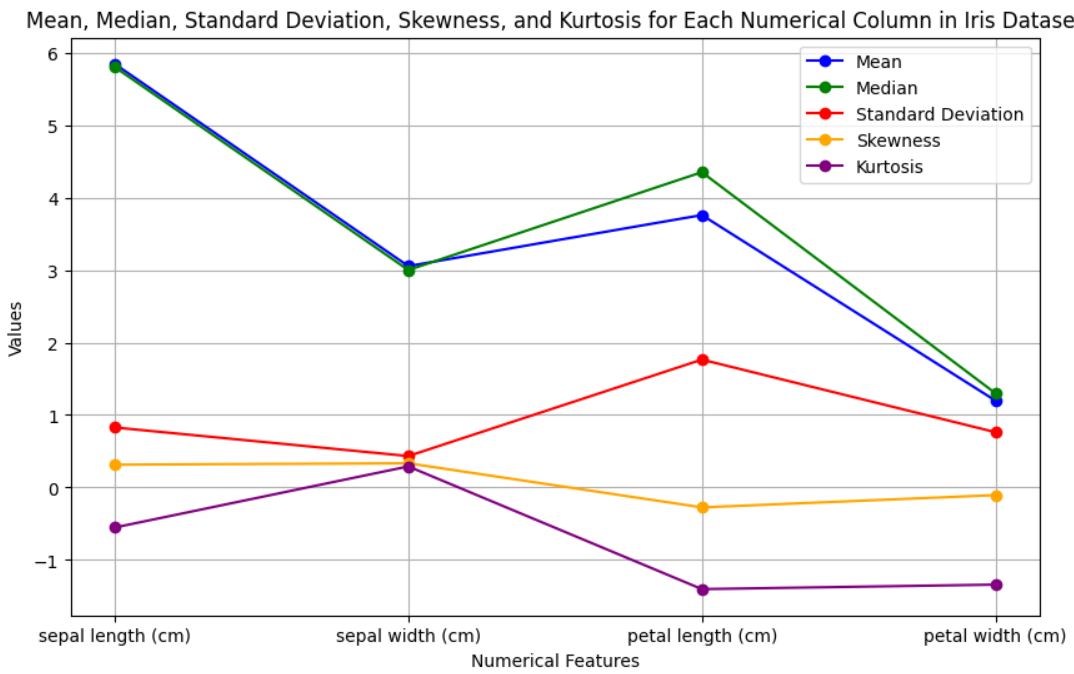 Mean, Median, Standard Deviation, Skewness, and Kurtosis for Each Numerical Column in Iris Datase
Mean
Median
Standard Deviation
Skewness
Kurtosis
6
5
4
3
2
1
0
−1
Values
sepal length (cm)
sepal width (cm)
petal length (cm)
petal width (cm)
Numerical Features